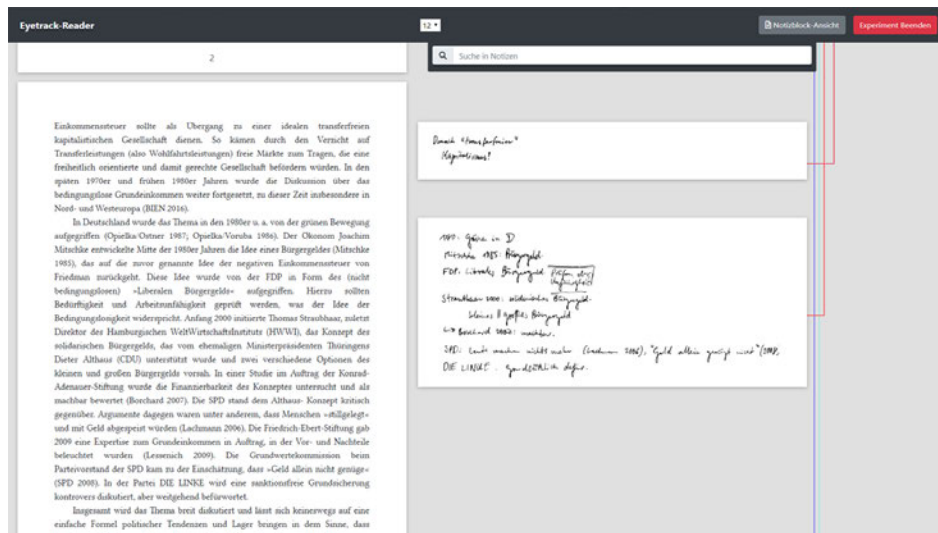 Eyetrack-Reader
12
Notizblock-Ansicht
Experiment Beenden
2
Suche in Notizen
Einkommenssteuer sollte als Übergang zu einer idealen transferfreien
kapitalistischen Gesellschaft dienen. So kämen durch den Verzicht auf
Transferleistungen (also Wohlfahrtsleistungen) freie Märkte zum Tragen, die eine
freiheitlich orientierte und damit gerechte Gesellschaft befördern würden. In den
späten 1970er und frühen 1980er Jahren wurde die Diskussion über das
bedingungslose Grundeinkommen weiter fortgesetzt, zu dieser Zeit insbesondere in
Nord- und Westeuropa (BIEN 2016).
In Deutschland wurde das Thema in den 1980er u. a. von der grünen Bewegung
aufgegriffen (Opielka/Ostner 1987; Opielka/Voruba 1986). Der Ökonom Joachim
Mitschke entwickelte Mitte der 1980er Jahren die Idee eines Bürgergeldes (Mitschke
1985), das auf die zuvor genannte Idee der negativen Einkommenssteuer von
Friedman zurückgeht. Diese Idee wurde von der FDP in Form des (nicht
bedingungslosen) »Liberalen Bürgergelds« aufgegriffen. Hierzu sollten
Bedürftigkeit und Arbeitsunfähigkeit geprüft werden, was der Idee der
Bedingungslosigkeit widerspricht. Anfang 2000 initiierte Thomas Straubhaar, zuletzt
Direktor des Hamburgischen WeltWirtschaftsInstituts (HWWI), das Konzept des
solidarischen Bürgergelds, das vom ehemaligen Ministerpräsidenten Thüringens
Dieter Althaus (CDU) unterstützt wurde und zwei verschiedene Optionen des
kleinen und großen Bürgergelds vorsah. In einer Studie im Auftrag der Konrad-
Adenauer-Stiftung wurde die Finanzierbarkeit des Konzeptes untersucht und als
machbar bewertet (Borchard 2007). Die SPD stand dem Althaus- Konzept kritisch
gegenüber. Argumente dagegen waren unter anderem, dass Menschen »stillgelegt«
und mit Geld abgespeist würden (Lachmann 2006). Die Friedrich-Ebert-Stiftung gab
2009 eine Expertise zum Grundeinkommen in Auftrag, in der Vor- und Nachteile
beleuchtet wurden (Lessenich 2009). Die Grundwertekommission beim
Parteivorstand der SPD kam zu der Einschätzung, dass »Geld allein nicht genüge«
(SPD 2008). In der Partei DIE LINKE wird eine sanktionsfreie Grundsicherung
kontrovers diskutiert, aber weitgehend befürwortet.
Insgesamt wird das Thema breit diskutiert und lässt sich keineswegs auf eine
einfache Formel politischer Tendenzen und Lager bringen in dem Sinne, dass
Danach "transferfreier"
Kapitalismus!
1980: Grüne in D
Mitschke 1985: Bürgergeld
FDP: Liberales Bürgergeld
Straubhaar 2000: solidarisches Bürgergeld
kleines & großes Bürgergeld
↳ Borchard 2007: machbar.
SPD: Leute machen nichts mehr (Lachmann 2006), "Geld allein genügt nicht" (2008,
DIE LINKE: grundsätzlich dafür.